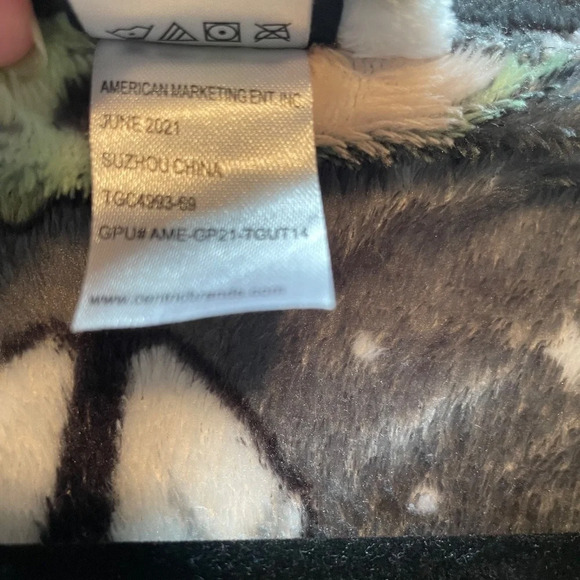 AMERICAN MARKETING ENT. INC.
JUNE 2021
SUZHOU CHINA
TGC4993-69
GPU# AME-GP21-TGUT14
www.centricbrands.com